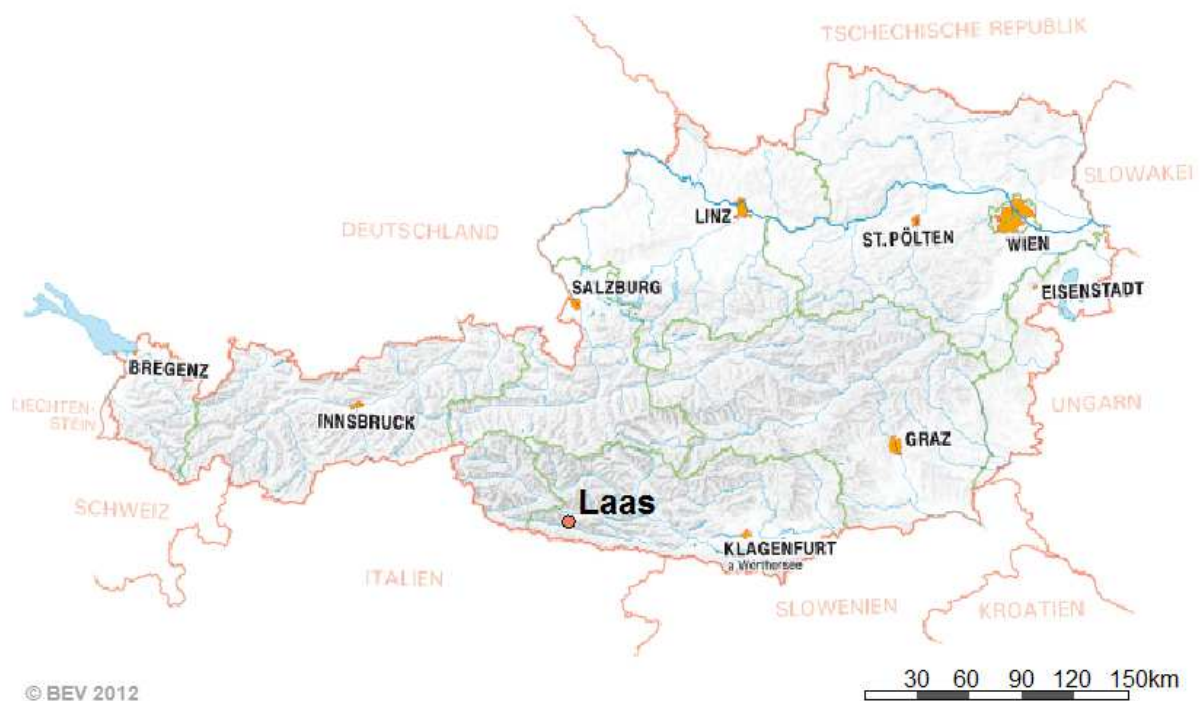 TSCHECHISCHE REPUBLIK
SLOWAKEI
LINZ
DEUTSCHLAND
ST.PÖLTEN
WIEN
SALZBURG
EISENSTADT
BREGENZ
LIECHTEN-
STEIN
INNSBRUCK
UNGARN
GRAZ
SCHWEIZ
Laas
KLAGENFURT
a.Wörthersee
ITALIEN
SLOWENIEN
KROATIEN
© BEV 2012
30 60 90 120 150km